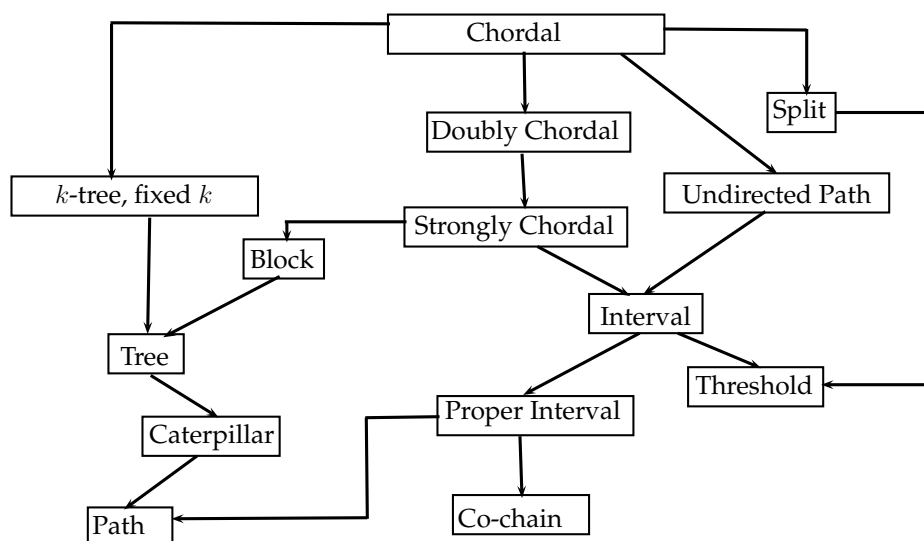 Chordal
Split
Doubly Chordal
k-tree, fixed k
Undirected Path
Strongly Chordal
Block
Interval
Tree
Threshold
Proper Interval
Caterpillar
Path
Co-chain